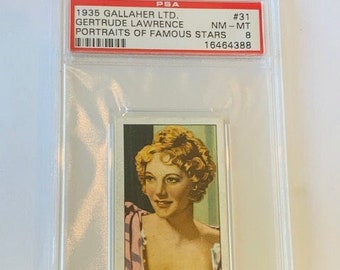 PSA
1935 GALLAHER LTD. #31
GERTRUDE LAWRENCE NM-MT
PORTRAITS OF FAMOUS STARS 8
16464388